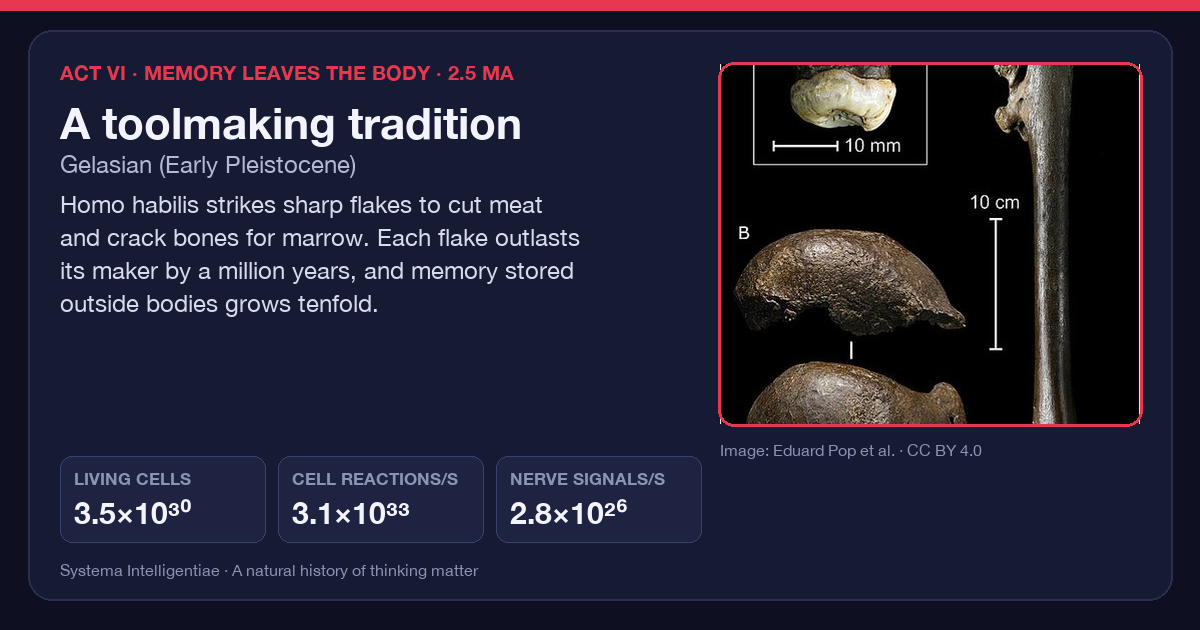 ACT VI · MEMORY LEAVES THE BODY · 2.5 MA
A toolmaking tradition
Gelasian (Early Pleistocene)
Homo habilis strikes sharp flakes to cut meat
and crack bones for marrow. Each flake outlasts
its maker by a million years, and memory stored
outside bodies grows tenfold.
10 mm
10 cm
B
Image: Eduard Pop et al. · CC BY 4.0
LIVING CELLS
3.5×10³⁰
CELL REACTIONS/S
3.1×10³³
NERVE SIGNALS/S
2.8×10²⁶
Systema Intelligentiae · A natural history of thinking matter